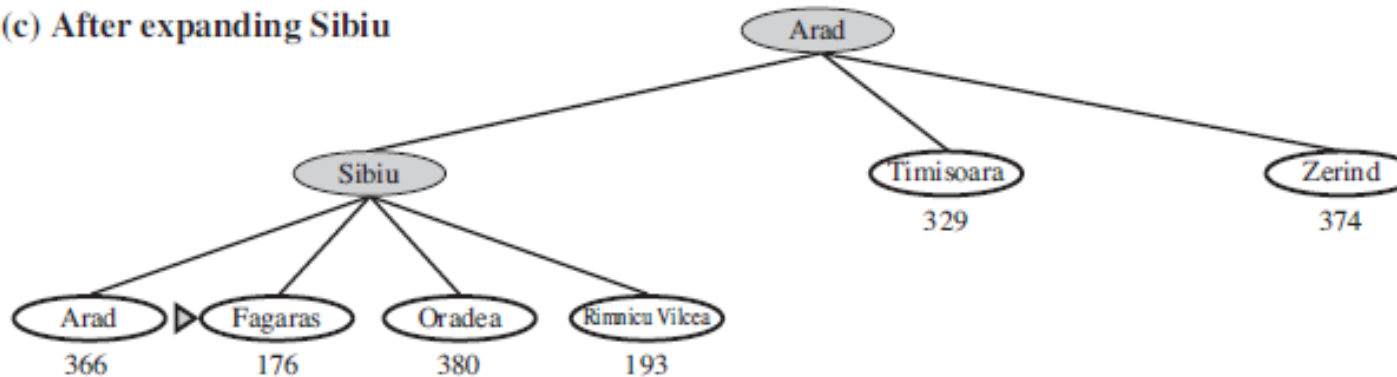 (c) After expanding Sibiu
Arad
Sibiu
Timisoara
Zerind
329
374
Arad
Fagaras
Oradea
Rimnicu Vilcea
366
176
380
193